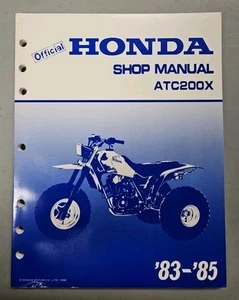 Official
HONDA
SHOP MANUAL
ATC200X
'83-'85